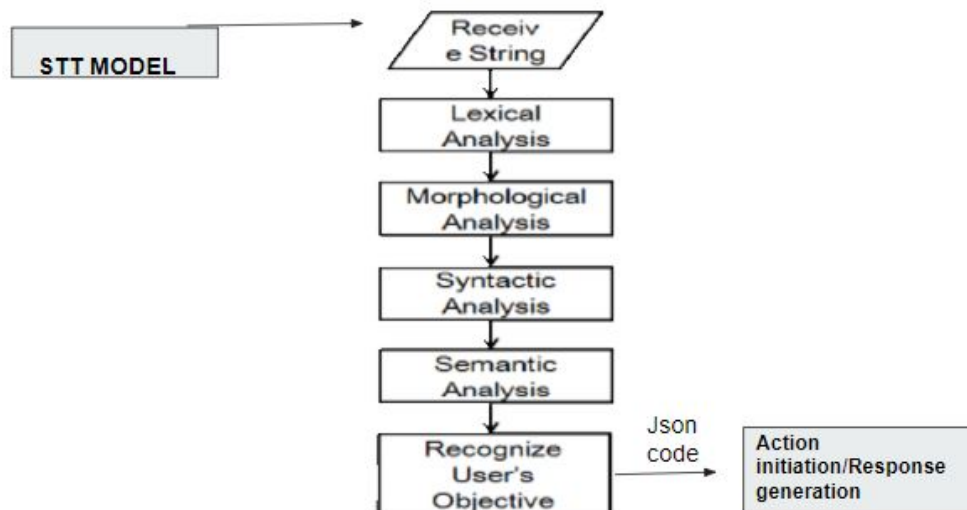 STT MODEL
Receiv
e String
Lexical
Analysis
Morphological
Analysis
Syntactic
Analysis
Semantic
Analysis
Recognize
User's
Objective
Json
code
Action
initiation/Response
generation